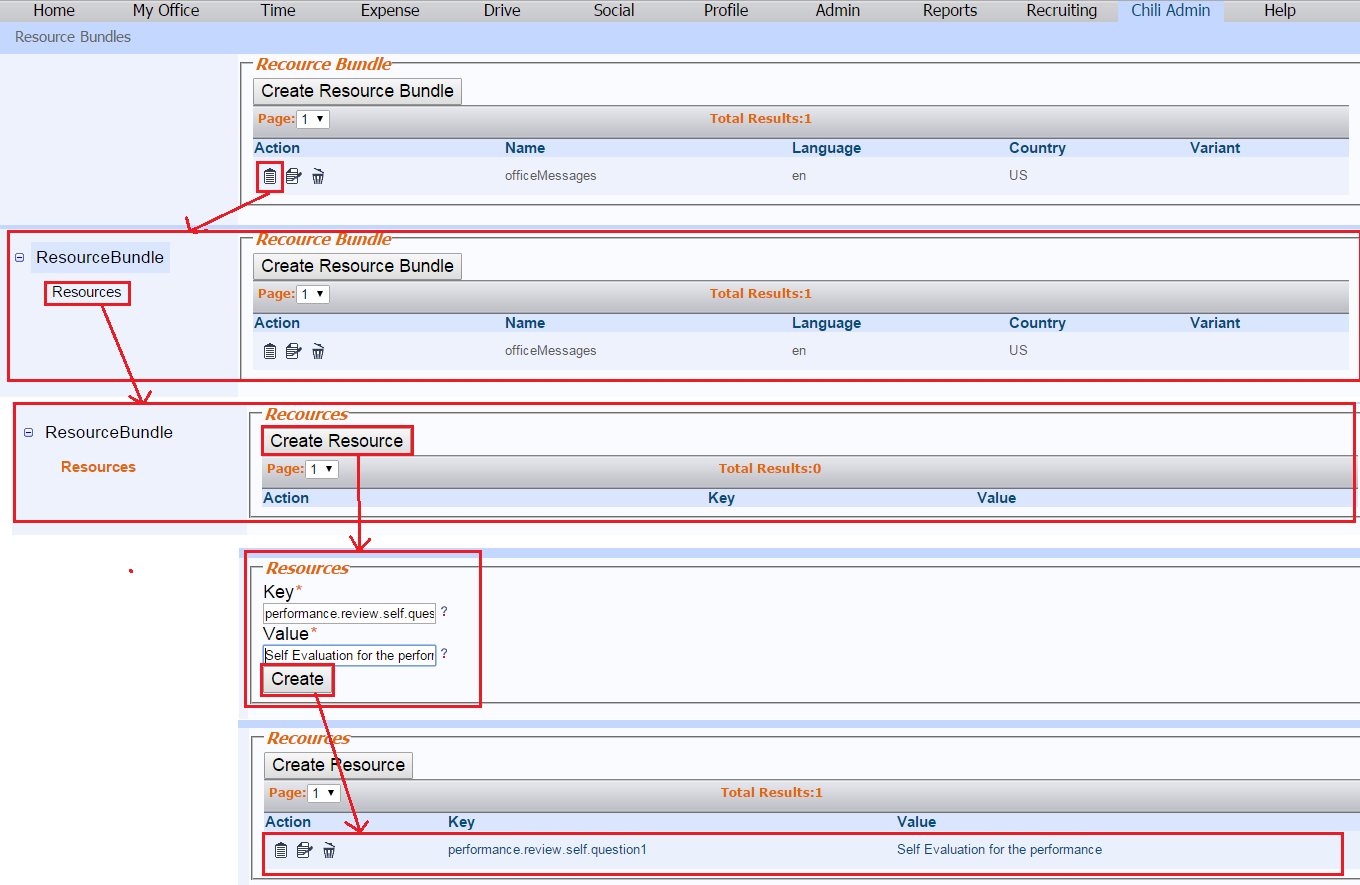 Home My Office Time Expense Drive Social Profile Admin Reports Recruiting Chili Admin Help
Resource Bundles
Recource Bundle
Create Resource Bundle
Page: 1 Total Results:1
Action Name Language Country Variant
officeMessages en US
ResourceBundle
Resources
Recource Bundle
Create Resource Bundle
Page: 1 Total Results:1
Action Name Language Country Variant
officeMessages en US
ResourceBundle
Resources
Recources
Create Resource
Page: 1 Total Results:0
Action Key Value
Resources
Key*
performance.review.self.ques ?
Value*
Self Evaluation for the perforr ?
Create
Recources
Create Resource
Page: 1 Total Results:1
Action Key Value
performance.review.self.question1 Self Evaluation for the performance